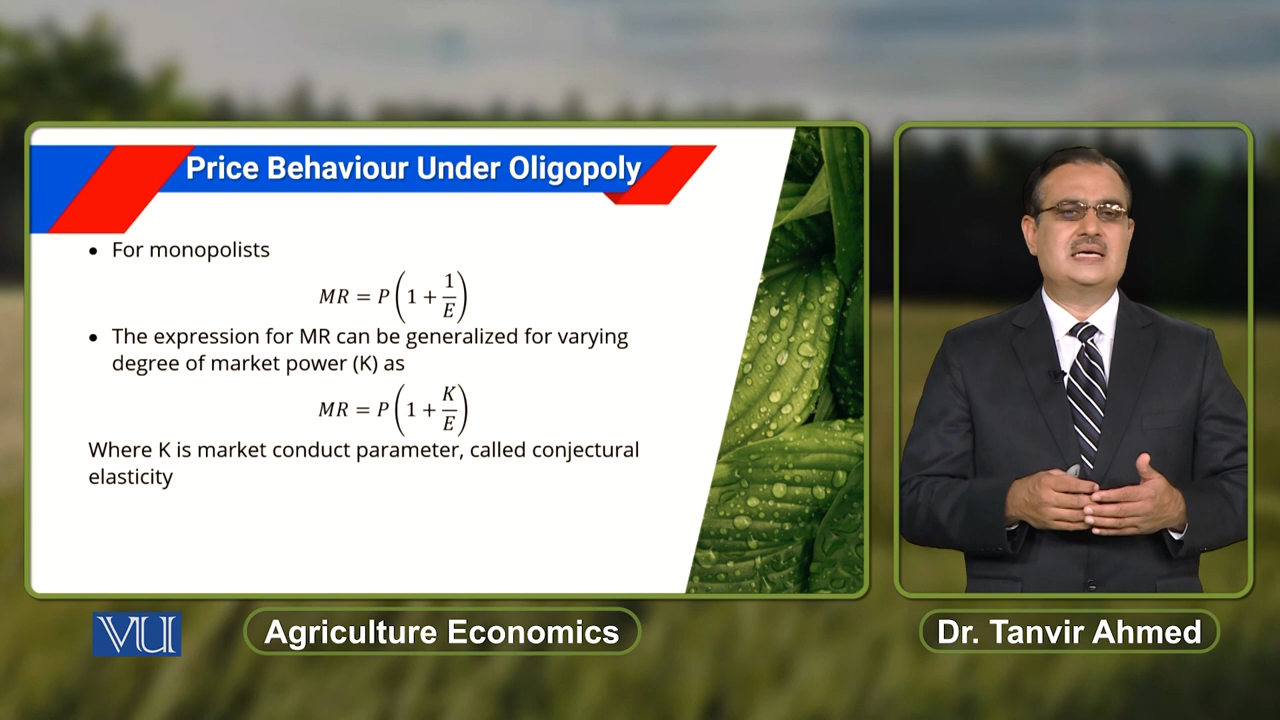 Price Behaviour Under Oligopoly
• For monopolists
MR = P(1 + 1/E)
• The expression for MR can be generalized for varying
degree of market power (K) as
MR = P(1 + K/E)
Where K is market conduct parameter, called conjectural
elasticity
VU
Agriculture Economics
Dr. Tanvir Ahmed